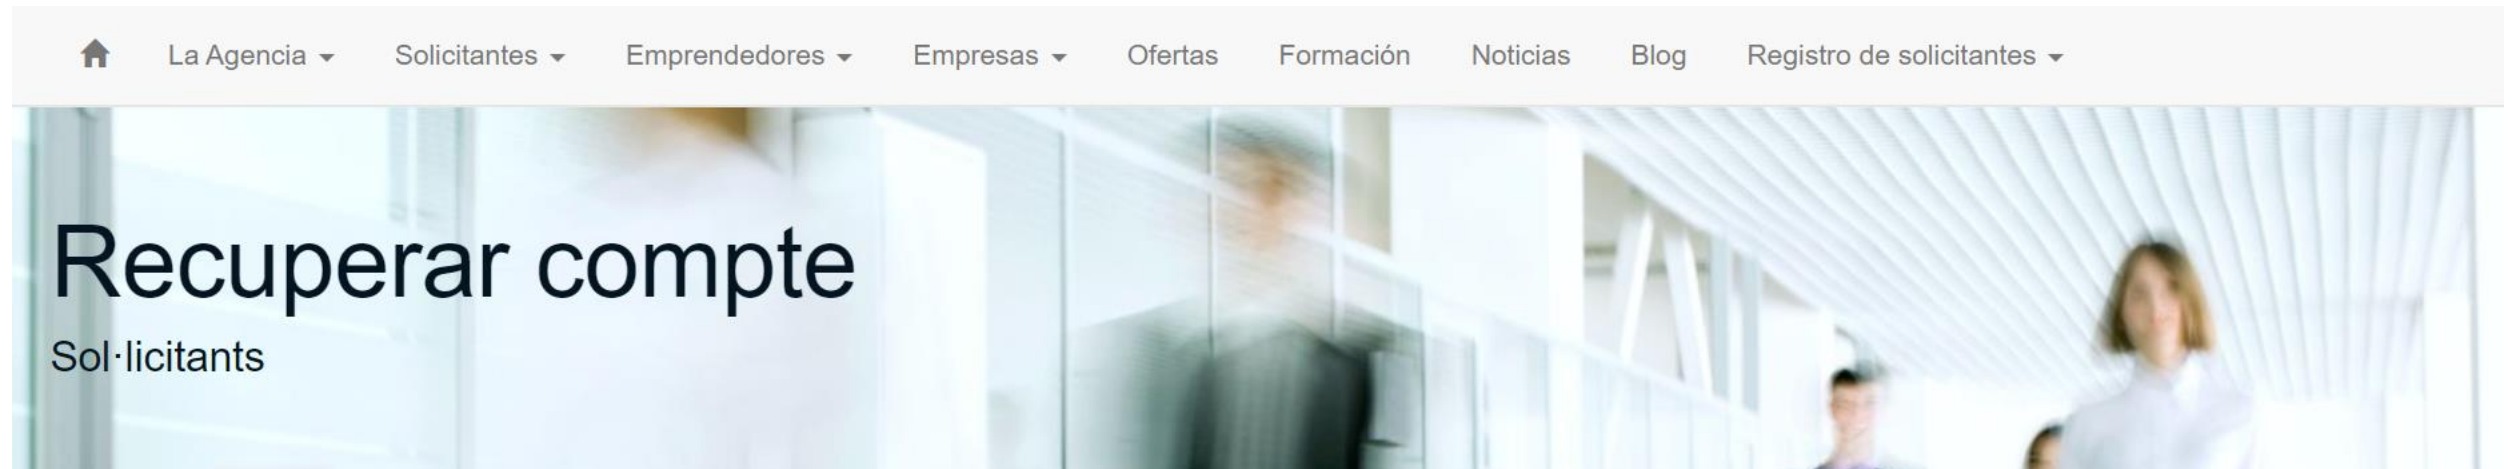 La Agencia Solicitantes Emprendedores Empresas Ofertas Formación Noticias Blog Registro de solicitantes
Recuperar compte
Sol·licitants